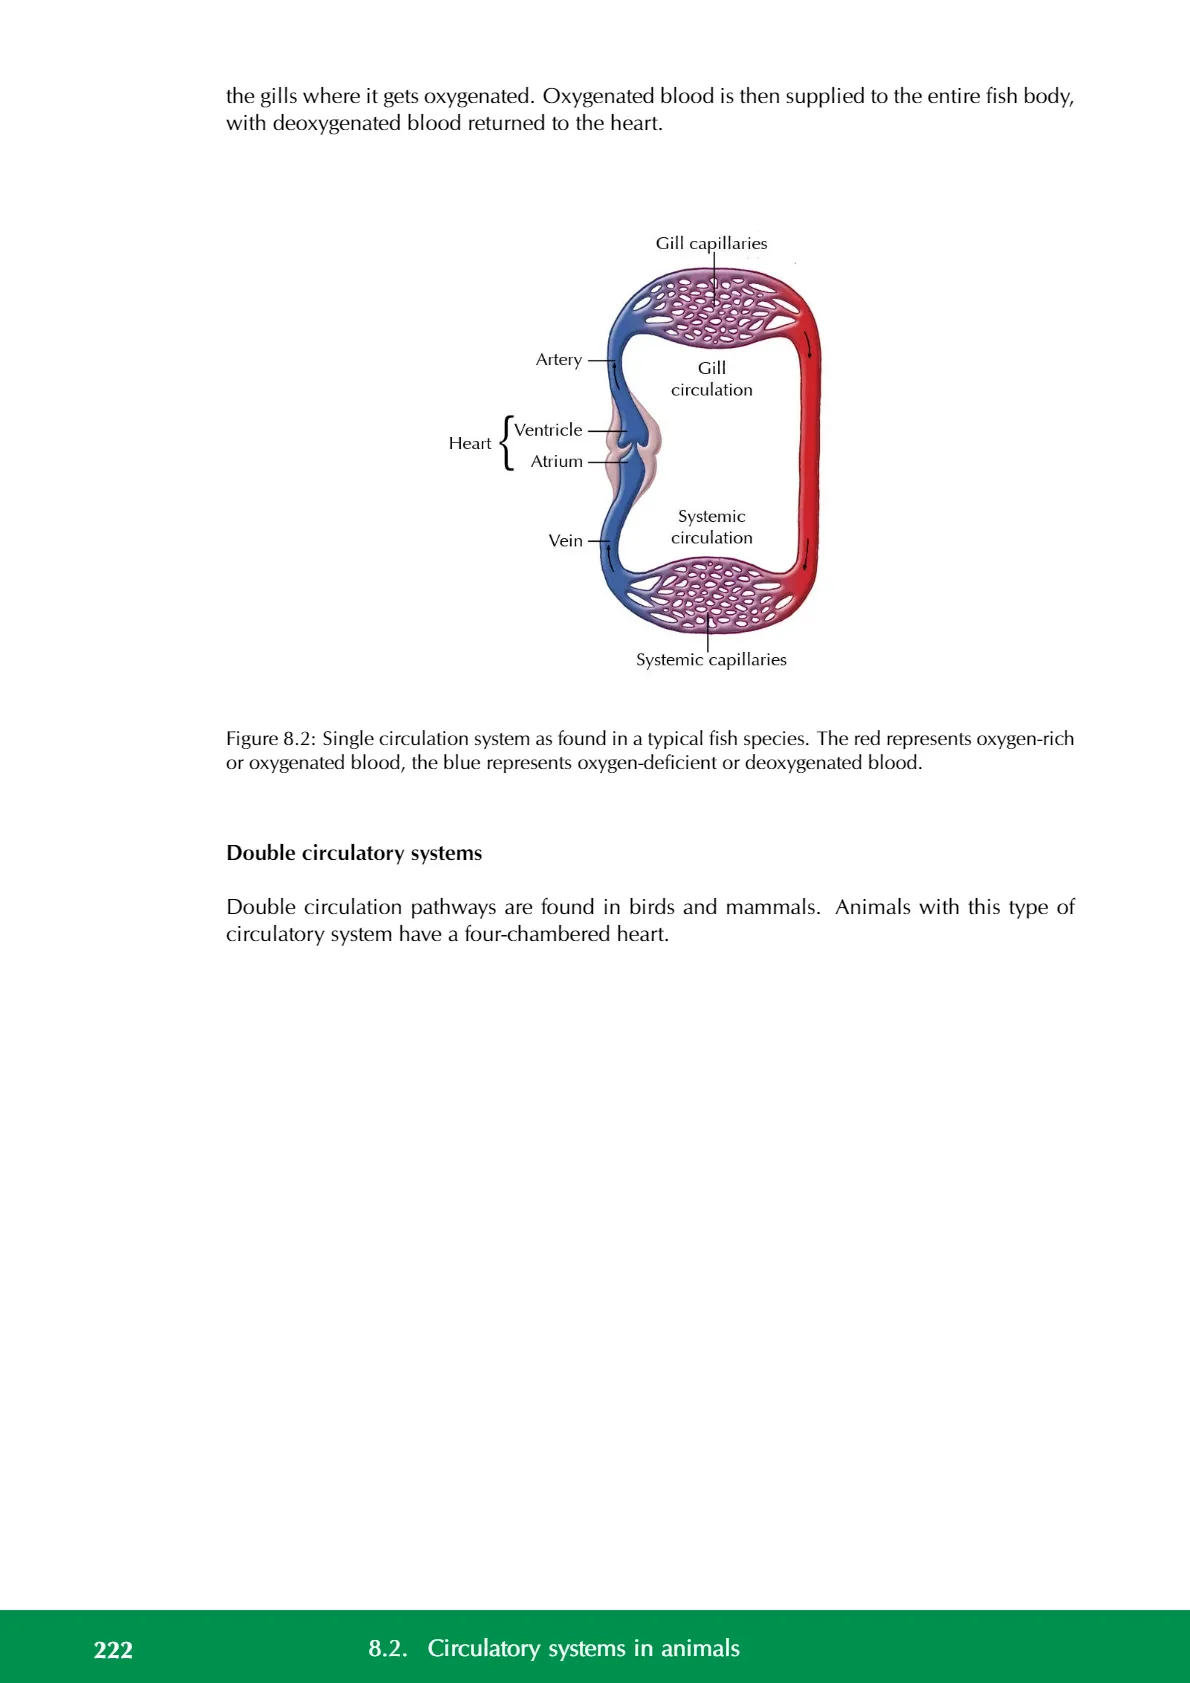 the gills where it gets oxygenated. Oxygenated blood is then supplied to the entire fish body,
with deoxygenated blood returned to the heart.
Gill capillaries
Artery
Gill
circulation
Heart { Ventricle
Atrium
Systemic
circulation
Vein
Systemic capillaries
Figure 8.2: Single circulation system as found in a typical fish species. The red represents oxygen-rich
or oxygenated blood, the blue represents oxygen-deficient or deoxygenated blood.
Double circulatory systems
Double circulation pathways are found in birds and mammals. Animals with this type of
circulatory system have a four-chambered heart.
222 8.2. Circulatory systems in animals